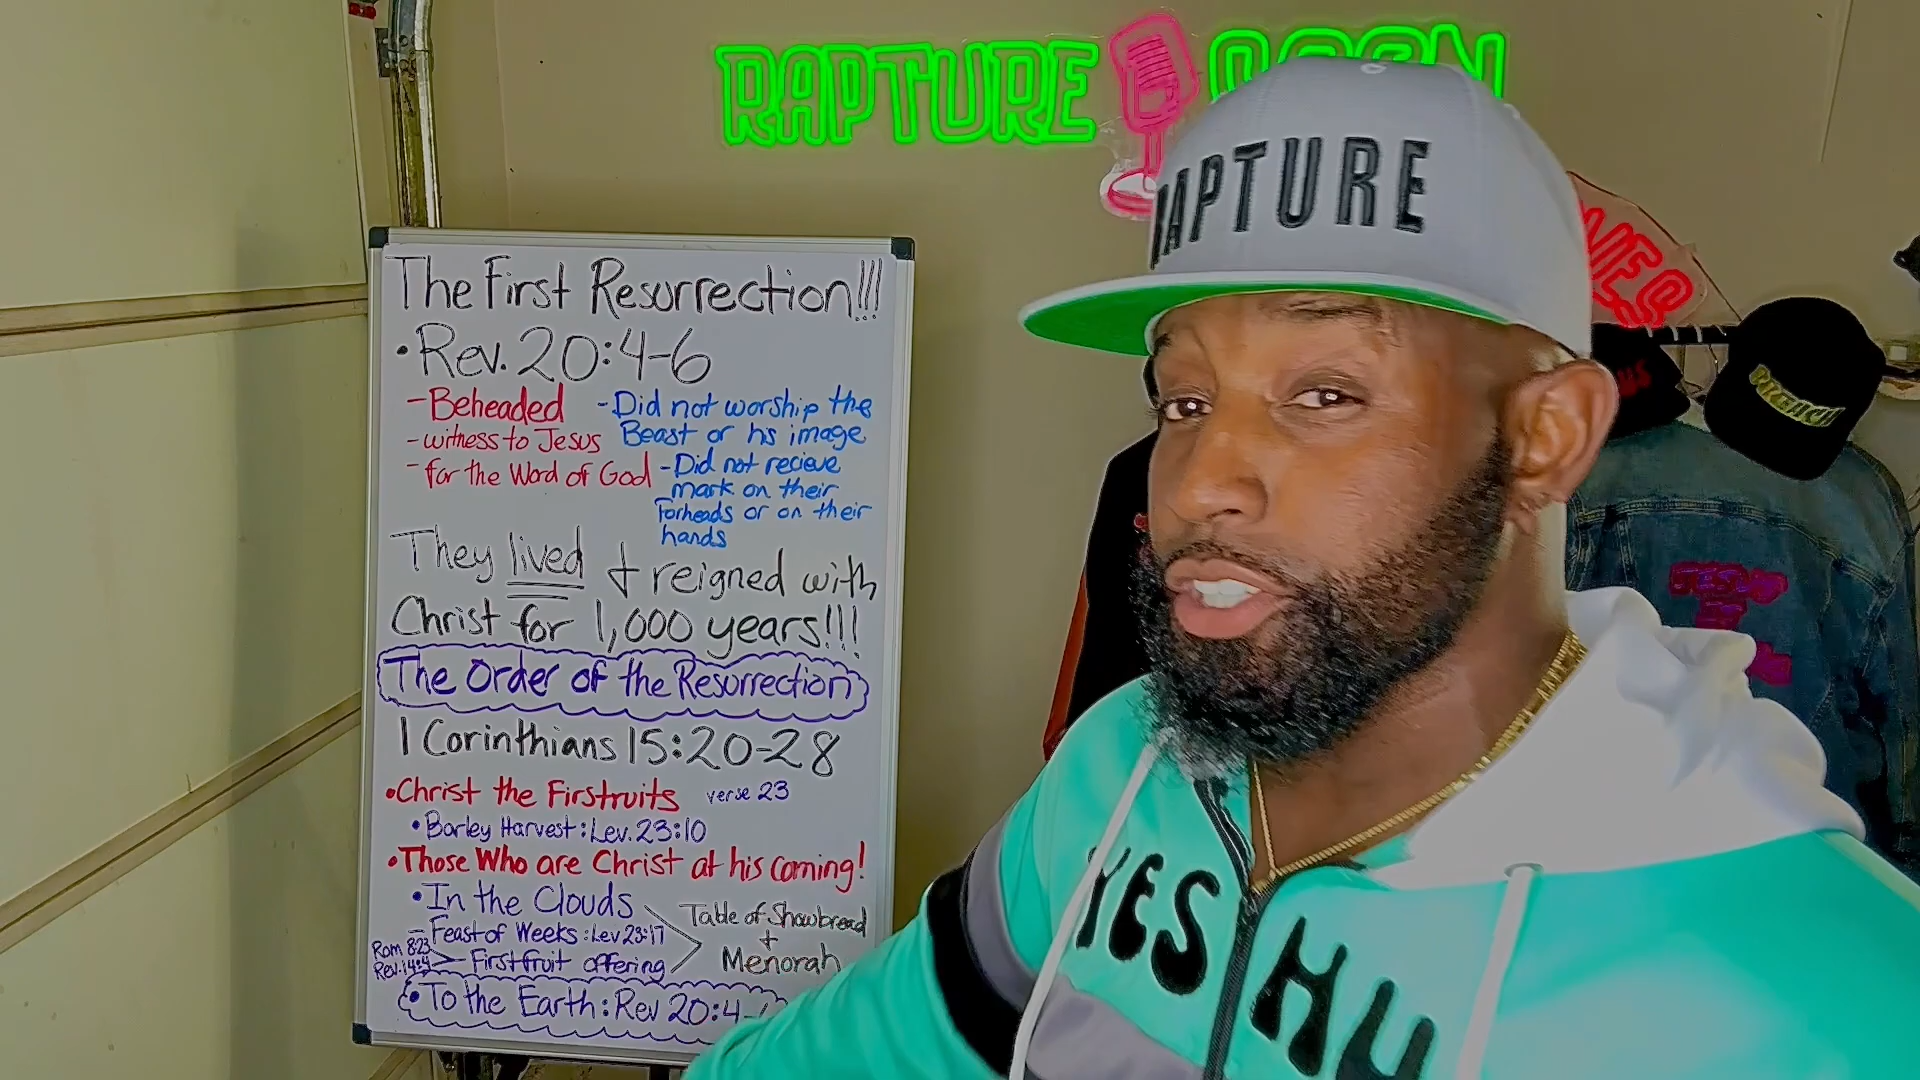 RAPTURE
RAPTURE
The First Resurrection!!!
• Rev. 20:4-6
- Beheaded
- witness to Jesus
- for the Word of God
- Did not worship the
Beast or his image
- Did not recieve
mark on their
Forheads or on their
hands
They lived + reigned with
Christ for 1,000 years!!!
The Order of the Resurrection
1 Corinthians 15:20-28
• Christ the Firstruits verse 23
• Barley Harvest: Lev. 23:10
• Those Who are Christ at his coming!
• In the Clouds
- Feast of Weeks: Lev 23:17
Rom 8:23
Rev. 14:4
- First fruit offering
Table of Showbread
+
Menorah
• To the Earth: Rev 20:4-
YESHU